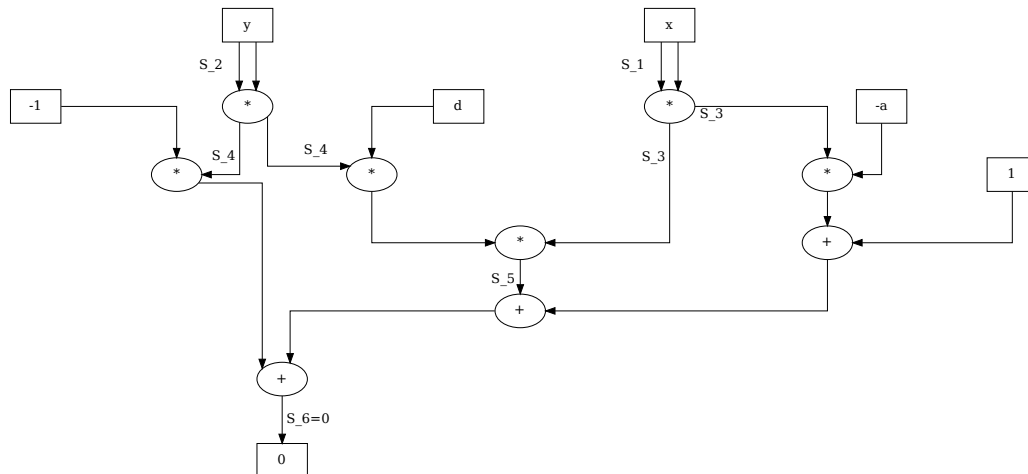 y
x
S_2
S_1
-1
*
d
*
-a
S_3
S_4
S_4
S_3
*
*
*
1
*
+
S_5
+
+
S_6=0
0